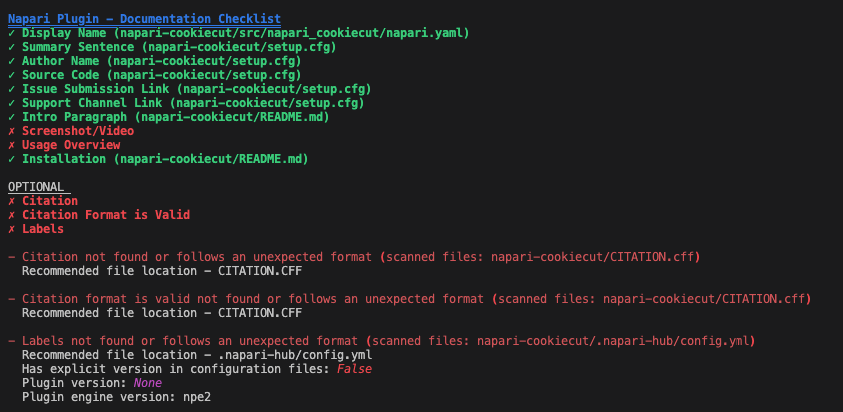 Napari Plugin – Documentation Checklist
✓ Display Name (napari-cookiecut/src/napari_cookiecut/napari.yaml)
✓ Summary Sentence (napari-cookiecut/setup.cfg)
✓ Author Name (napari-cookiecut/setup.cfg)
✓ Source Code (napari-cookiecut/setup.cfg)
✓ Issue Submission Link (napari-cookiecut/setup.cfg)
✓ Support Channel Link (napari-cookiecut/setup.cfg)
✓ Intro Paragraph (napari-cookiecut/README.md)
✗ Screenshot/Video
✗ Usage Overview
✓ Installation (napari-cookiecut/README.md)
OPTIONAL
✗ Citation
✗ Citation Format is Valid
✗ Labels
– Citation not found or follows an unexpected format (scanned files: napari-cookiecut/CITATION.cff)
Recommended file location – CITATION.CFF
– Citation format is valid not found or follows an unexpected format (scanned files: napari-cookiecut/CITATION.cff)
Recommended file location – CITATION.CFF
– Labels not found or follows an unexpected format (scanned files: napari-cookiecut/.napari-hub/config.yml)
Recommended file location – .napari-hub/config.yml
Has explicit version in configuration files: False
Plugin version: None
Plugin engine version: npe2